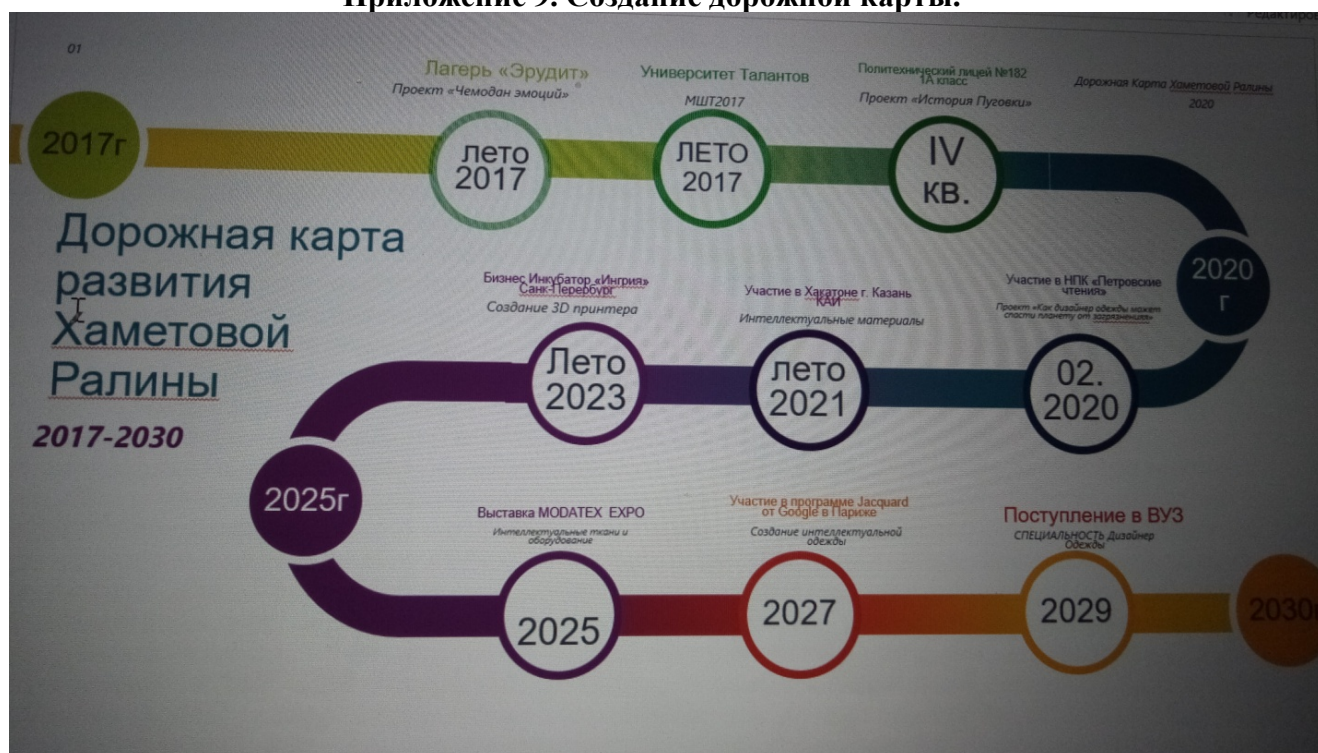 Приложение 9. Создание дорожной карты.
01
2017г
Лагерь «Эрудит»
Проект «Чемодан эмоций»
лето
2017
Университет Талантов
МШТ2017
ЛЕТО
2017
Политехнический лицей №182
1А класс
Проект «История Пуговки»
IV
КВ.
Дорожная Карта Хаметовой Ралины
2020
Дорожная карта
развития
Хаметовой
Ралины
2017-2030
2020
г
Участие в НПК «Петровские
чтения»
Проект «Как дизайнер одежды может
спасти планету от загрязнения»
02.
2020
Участие в Хакатоне г. Казань
КАИ
Интеллектуальные материалы
лето
2021
Бизнес Инкубатор «Ингрия»
Санк-Перербург
Создание 3D принтера
Лето
2023
2025г
Выставка MODATEX EXPO
Интеллектуальные ткани и
оборудование
2025
Участие в программе Jacquard
от Google в Париже
Создание интеллектуальной
одежды
2027
Поступление в ВУЗ
СПЕЦИАЛЬНОСТЬ Дизайнер
Одежды
2029